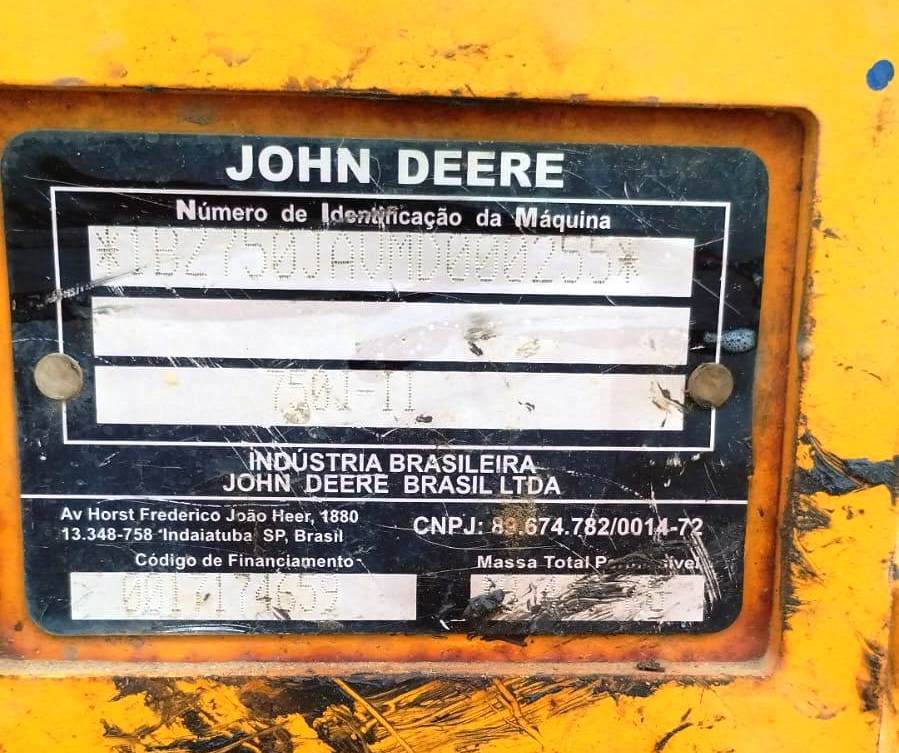 JOHN DEERE
Número de Identificação da Máquina
750J-II
INDÚSTRIA BRASILEIRA
JOHN DEERE BRASIL LTDA
Av Horst Frederico João Heer, 1880
13.348-758 Indaiatuba SP, Brasil
CNPJ: 89.674.782/0014-72
Código de Financiamento
Massa Total